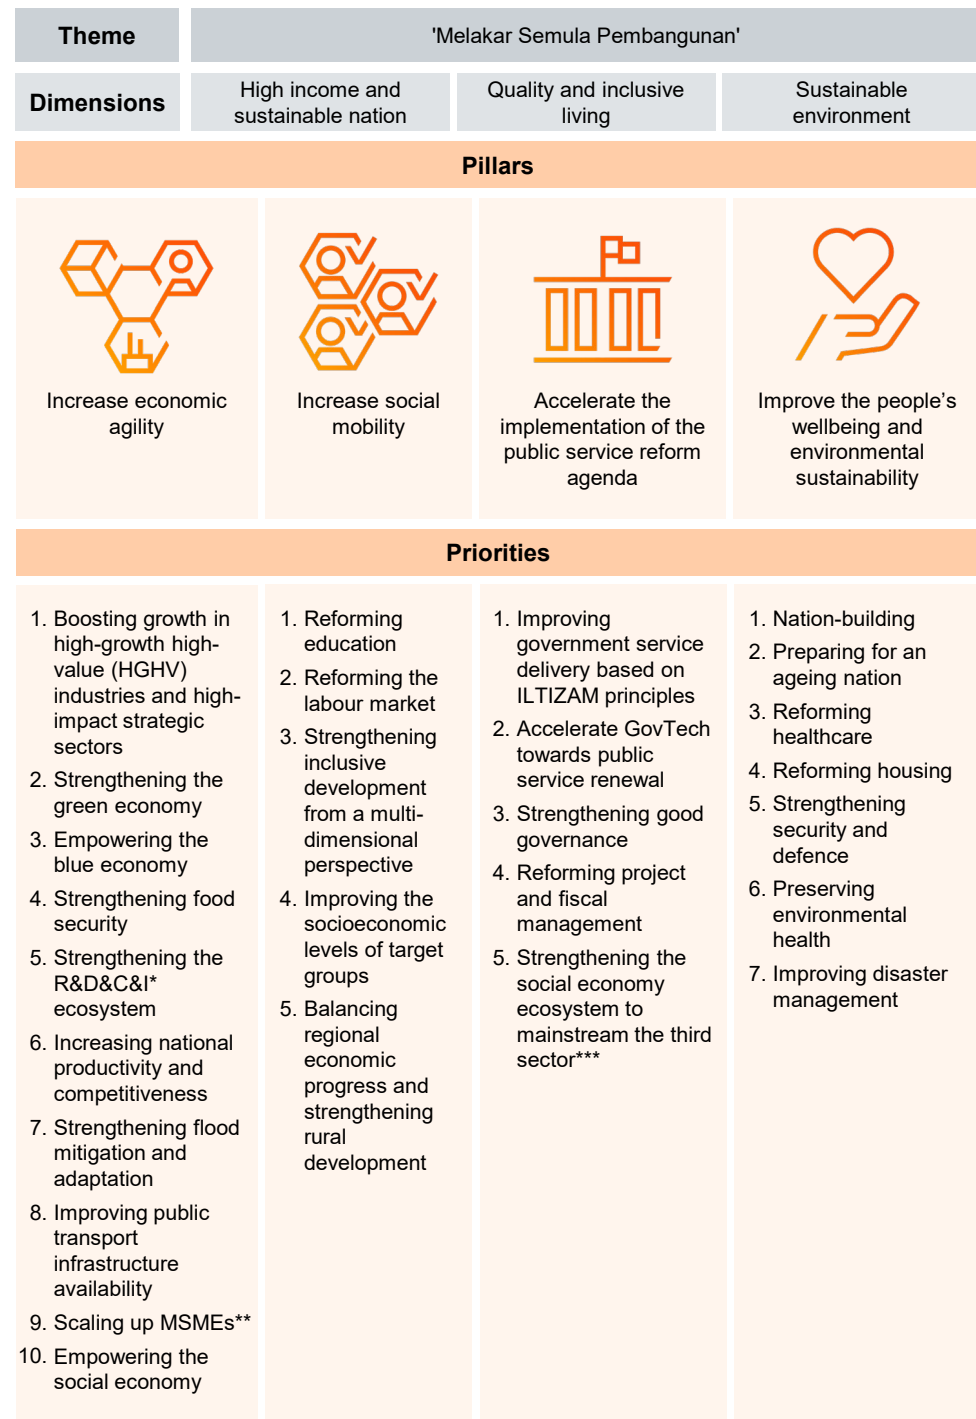 Theme
'Melakar Semula Pembangunan'
Dimensions
High income and
sustainable nation
Quality and inclusive
living
Sustainable
environment
Pillars
Increase economic
agility
Increase social
mobility
Accelerate the
implementation of the
public service reform
agenda
Improve the people’s
wellbeing and
environmental
sustainability
Priorities
1. Boosting growth in
high-growth high-
value (HGHV)
industries and high-
impact strategic
sectors
2. Strengthening the
green economy
3. Empowering the
blue economy
4. Strengthening food
security
5. Strengthening the
R&D&C&I*
ecosystem
6. Increasing national
productivity and
competitiveness
7. Strengthening flood
mitigation and
adaptation
8. Improving public
transport
infrastructure
availability
9. Scaling up MSMEs**
10. Empowering the
social economy
1. Reforming
education
2. Reforming the
labour market
3. Strengthening
inclusive
development
from a multi-
dimensional
perspective
4. Improving the
socioeconomic
levels of target
groups
5. Balancing
regional
economic
progress and
strengthening
rural
development
1. Improving
government service
delivery based on
ILTIZAM principles
2. Accelerate GovTech
towards public
service renewal
3. Strengthening good
governance
4. Reforming project
and fiscal
management
5. Strengthening the
social economy
ecosystem to
mainstream the third
sector***
1. Nation-building
2. Preparing for an
ageing nation
3. Reforming
healthcare
4. Reforming housing
5. Strengthening
security and
defence
6. Preserving
environmental
health
7. Improving disaster
management